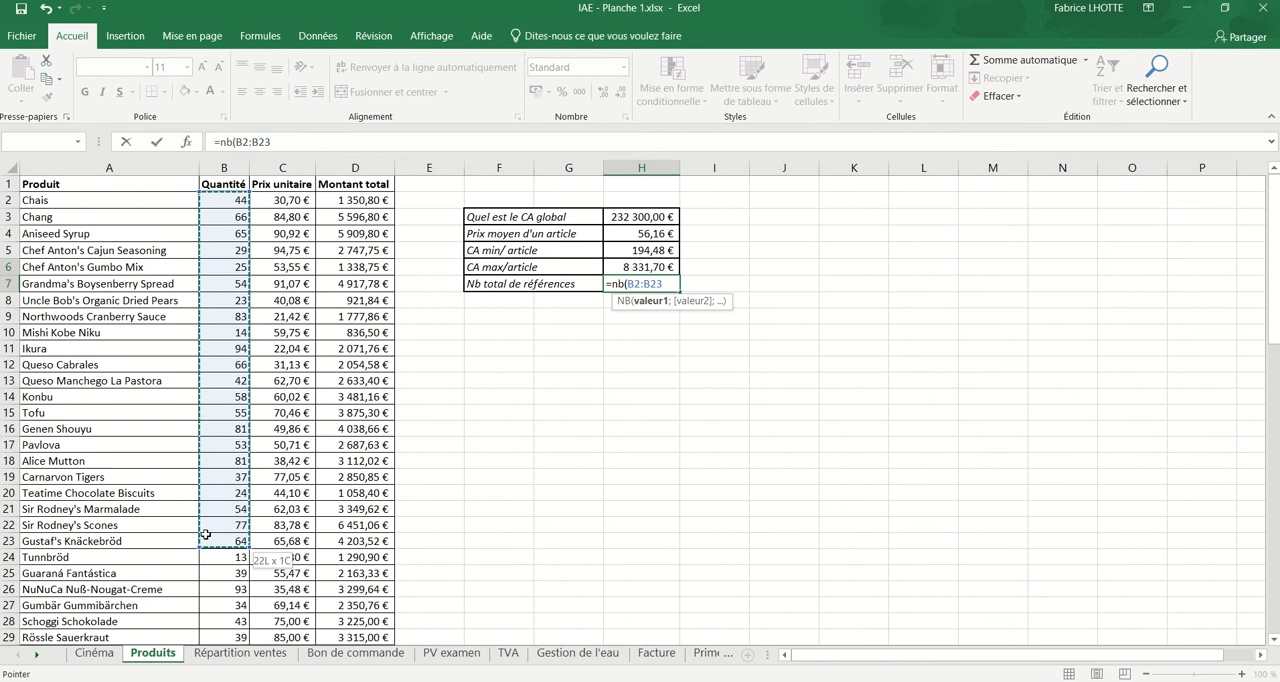 IAE - Planche 1.xlsx - Excel
Fabrice LHOTTE
Fichier Accueil Insertion Mise en page Formules Données Révision Affichage Aide Dites-nous ce que vous voulez faire Partager
Coller
Presse-papiers
11
G I S
Police
Renvoyer à la ligne automatiquement
Fusionner et centrer
Alignement
Standard
% 000
Nombre
Mise en forme conditionnelle
Mettre sous forme de tableau
Styles de cellules
Styles
Insérer Supprimer Format
Cellules
Somme automatique
Recopier
Effacer
Trier et filtrer
Rechercher et sélectionner
Édition
fx =nb(B2:B23
A B C D E F G H I J K L M N O P
1 Produit Quantité Prix unitaire Montant total
2 Chais 44 30,70 € 1 350,80 €
3 Chang 66 84,80 € 5 596,80 € Quel est le CA global 232 300,00 €
4 Aniseed Syrup 65 90,92 € 5 909,80 € Prix moyen d'un article 56,16 €
5 Chef Anton's Cajun Seasoning 29 94,75 € 2 747,75 € CA min/ article 194,48 €
6 Chef Anton's Gumbo Mix 25 53,55 € 1 338,75 € CA max/article 8 331,70 €
7 Grandma's Boysenberry Spread 54 91,07 € 4 917,78 € Nb total de références =nb(B2:B23
8 Uncle Bob's Organic Dried Pears 23 40,08 € 921,84 € NB(valeur1; [valeur2]; ...)
9 Northwoods Cranberry Sauce 83 21,42 € 1 777,86 €
10 Mishi Kobe Niku 14 59,75 € 836,50 €
11 Ikura 94 22,04 € 2 071,76 €
12 Queso Cabrales 66 31,13 € 2 054,58 €
13 Queso Manchego La Pastora 42 62,70 € 2 633,40 €
14 Konbu 58 60,02 € 3 481,16 €
15 Tofu 55 70,46 € 3 875,30 €
16 Genen Shouyu 81 49,86 € 4 038,66 €
17 Pavlova 53 50,71 € 2 687,63 €
18 Alice Mutton 81 38,42 € 3 112,02 €
19 Carnarvon Tigers 37 77,05 € 2 850,85 €
20 Teatime Chocolate Biscuits 24 44,10 € 1 058,40 €
21 Sir Rodney's Marmalade 54 62,03 € 3 349,62 €
22 Sir Rodney's Scones 77 83,78 € 6 451,06 €
23 Gustaf's Knäckebröd 64 65,68 € 4 203,52 €
24 Tunnbröd 13 22L x 1C 0 € 1 290,90 €
25 Guaraná Fantástica 39 55,47 € 2 163,33 €
26 NuNuCa Nuß-Nougat-Creme 93 35,48 € 3 299,64 €
27 Gumbär Gummibärchen 34 69,14 € 2 350,76 €
28 Schoggi Schokolade 43 75,00 € 3 225,00 €
29 Rössle Sauerkraut 39 85,00 € 3 315,00 €
Cinéma Produits Répartition ventes Bon de commande PV examen TVA Gestion de l'eau Facture Prime ...
Pointer
100 %